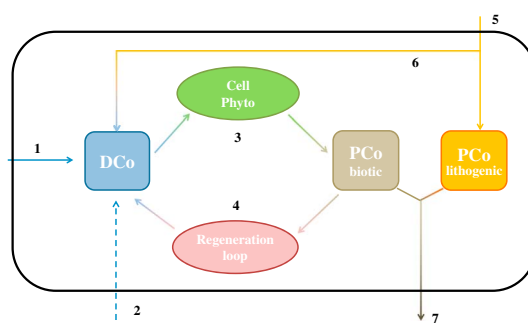 5
6
Cell
Phyto
1
3
DCo
PCo
biotic
PCo
lithogenic
4
Regeneration
loop
2
7